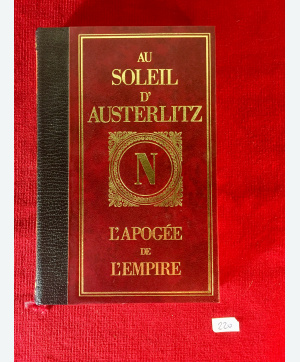 AU
SOLEIL
D'
AUSTERLITZ
N
L'APOGÉE
DE
L'EMPIRE
220